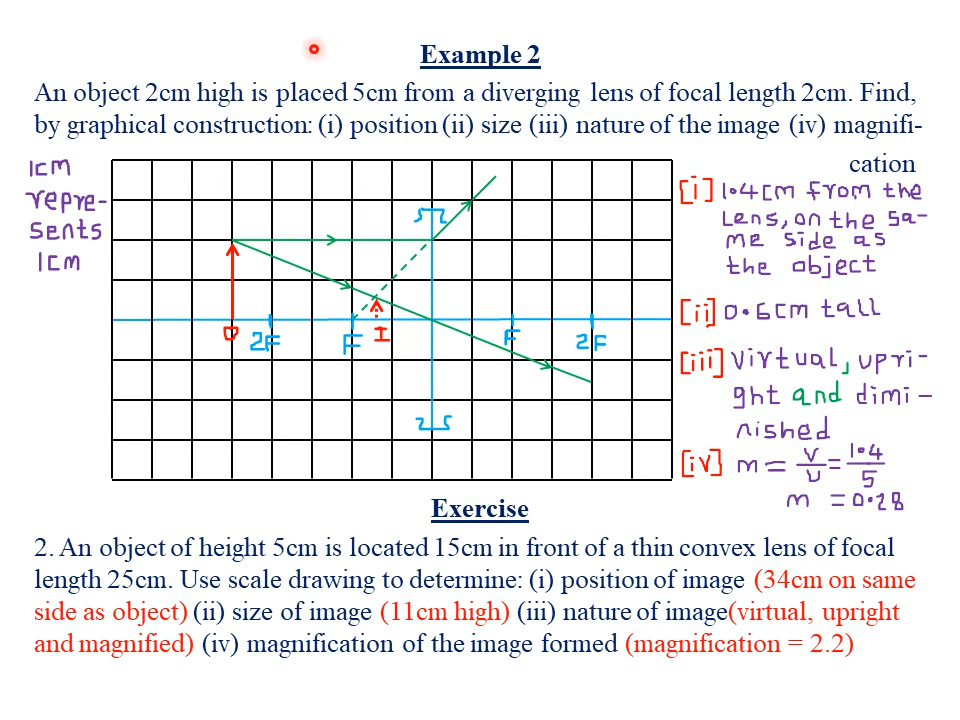 Example 2
An object 2cm high is placed 5cm from a diverging lens of focal length 2cm. Find,
by graphical construction: (i) position (ii) size (iii) nature of the image (iv) magnifi-
cation
1cm
repre-
sents
1cm
O
2F
F
I
F
2F
[i] 1.4cm from the
lens, on the sa-
me side as
the object
[ii] 0.6cm tall
[iii] virtual, upri-
ght and dimi-
nished
[iv] m = v/u = 1.4/5
m = 0.28
Exercise
2. An object of height 5cm is located 15cm in front of a thin convex lens of focal
length 25cm. Use scale drawing to determine: (i) position of image (34cm on same
side as object) (ii) size of image (11cm high) (iii) nature of image(virtual, upright
and magnified) (iv) magnification of the image formed (magnification = 2.2)